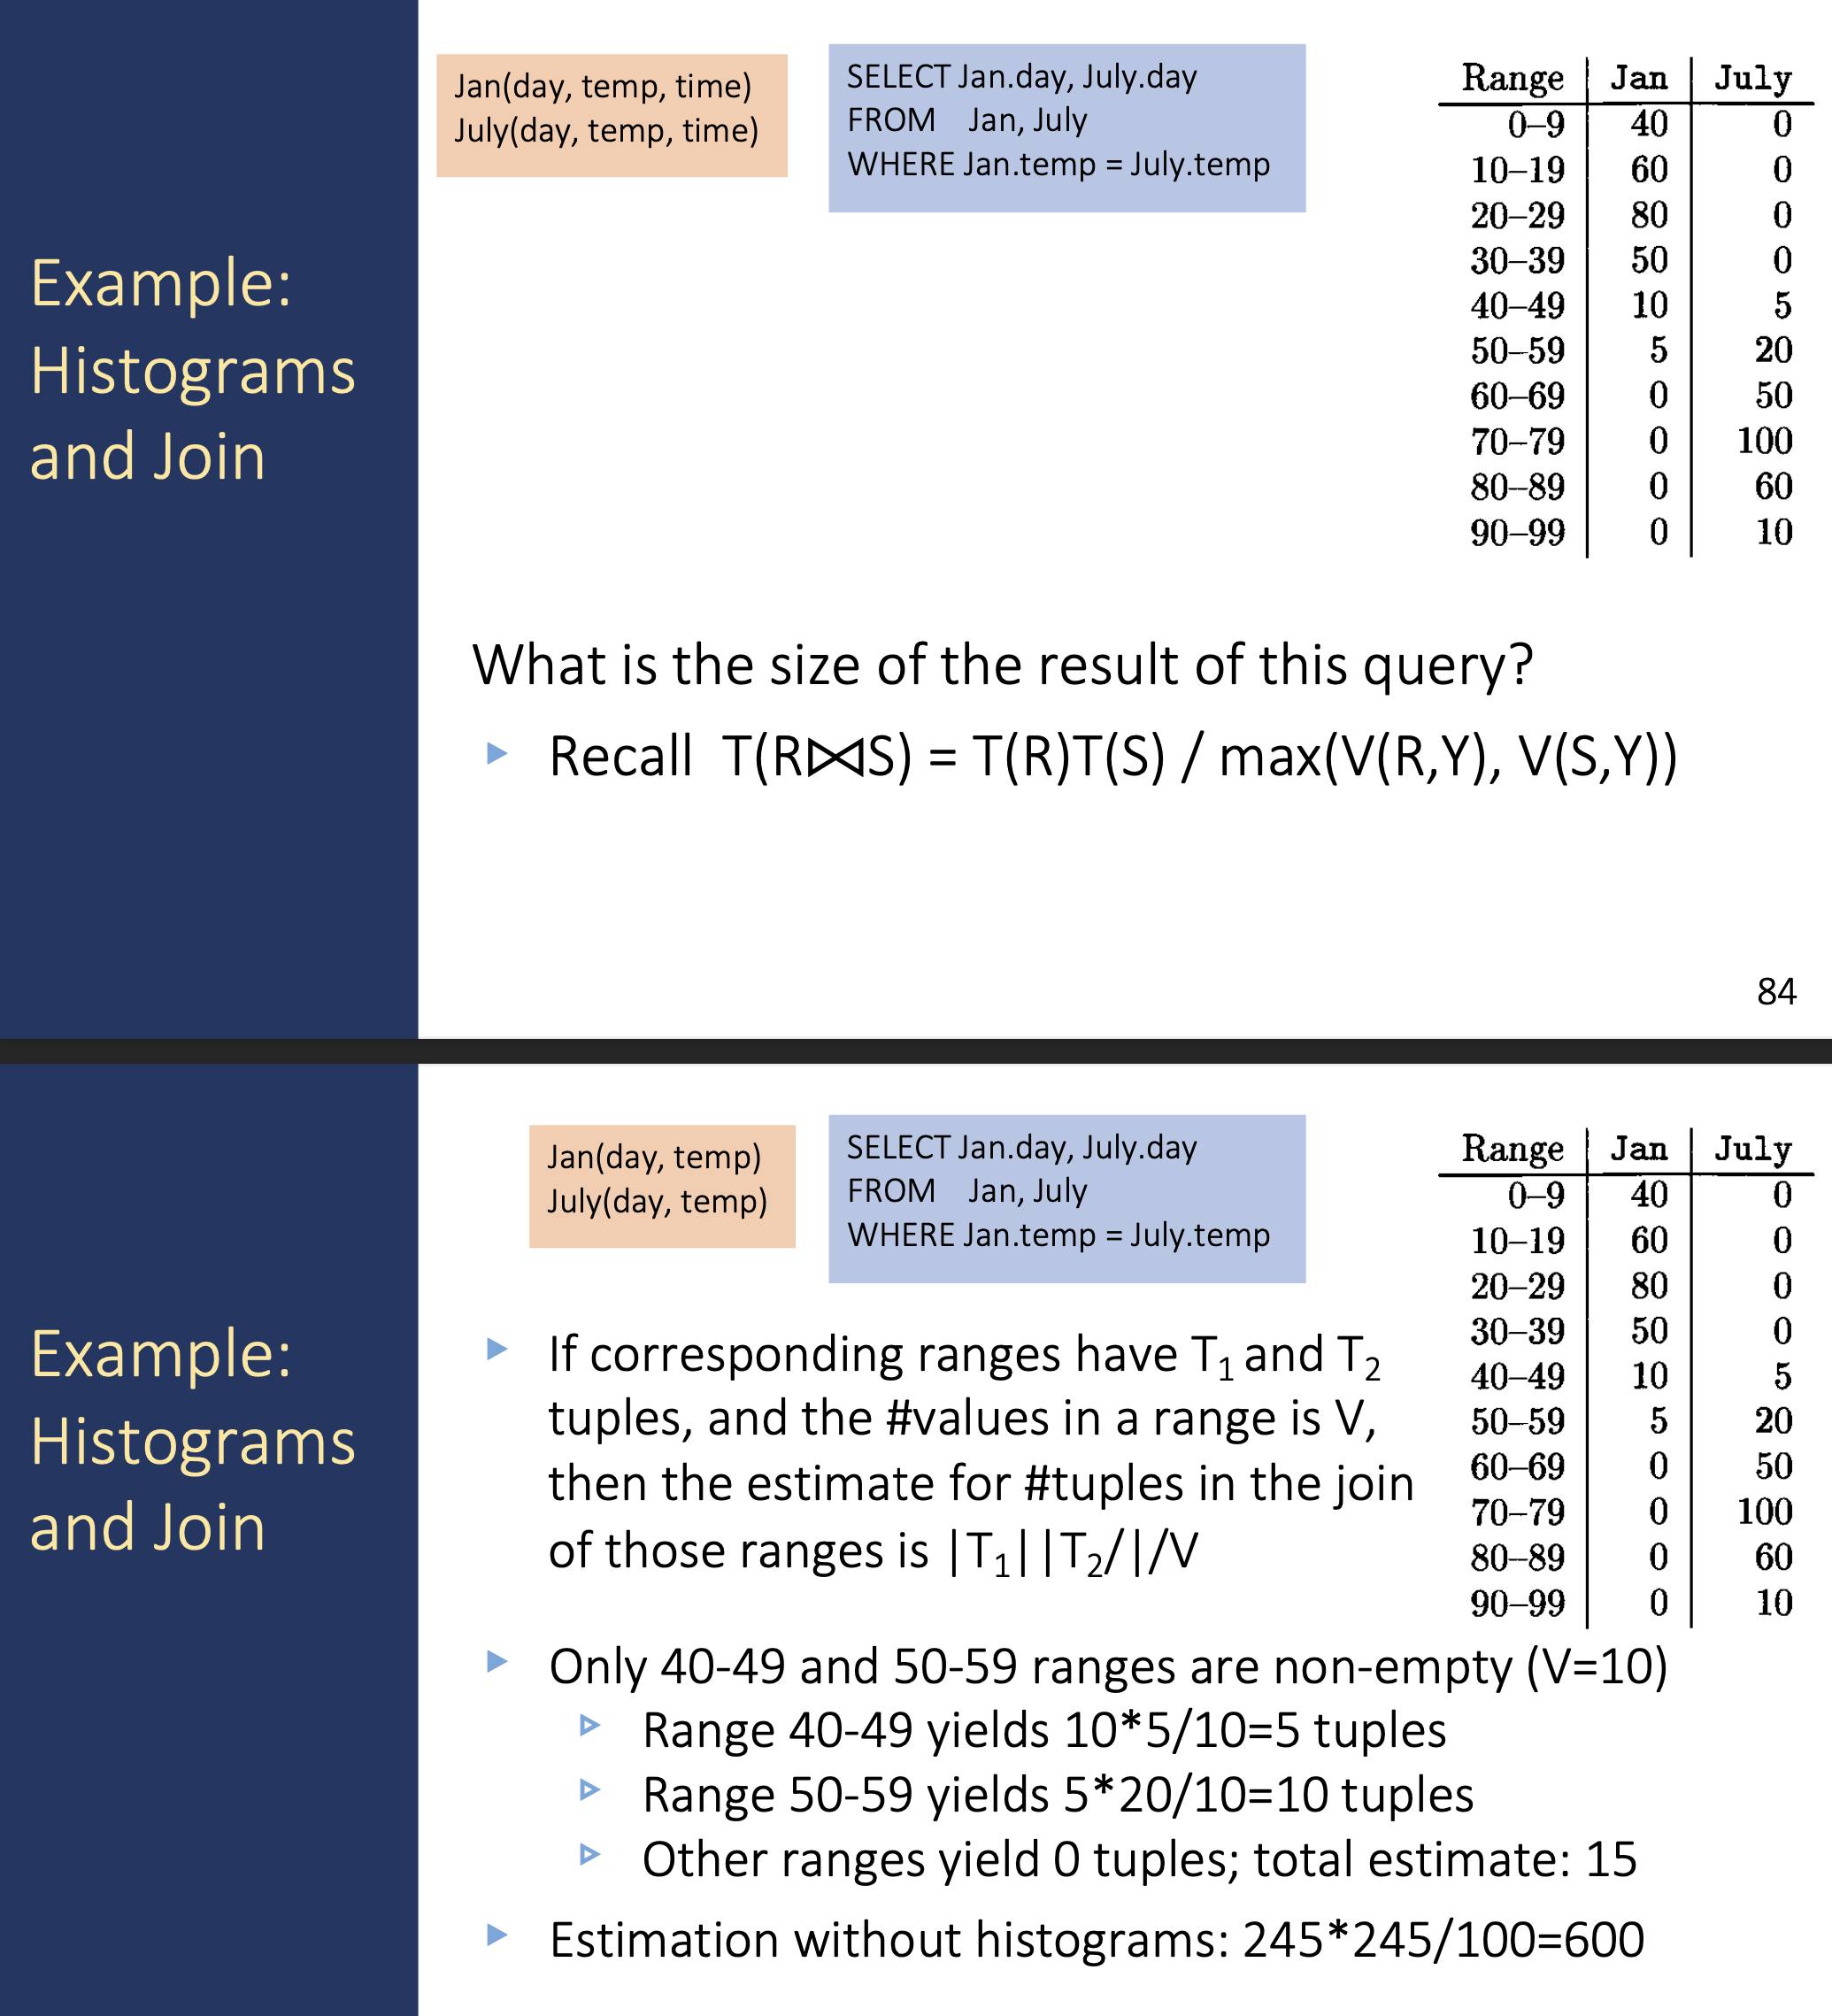 Example:
Histograms
and Join
Jan(day, temp, time)
July(day, temp, time)
SELECT Jan.day, July.day
FROM Jan, July
WHERE Jan.temp = July.temp
Range Jan July
0–9 40 0
10–19 60 0
20–29 80 0
30–39 50 0
40–49 10 5
50–59 5 20
60–69 0 50
70–79 0 100
80–89 0 60
90–99 0 10
What is the size of the result of this query?
Recall T(R⋈S) = T(R)T(S) / max(V(R,Y), V(S,Y))
84
Example:
Histograms
and Join
Jan(day, temp)
July(day, temp)
SELECT Jan.day, July.day
FROM Jan, July
WHERE Jan.temp = July.temp
Range Jan July
0–9 40 0
10–19 60 0
20–29 80 0
30–39 50 0
40–49 10 5
50–59 5 20
60–69 0 50
70–79 0 100
80–89 0 60
90–99 0 10
If corresponding ranges have T₁ and T₂
tuples, and the #values in a range is V,
then the estimate for #tuples in the join
of those ranges is |T₁||T₂/|/V
Only 40-49 and 50-59 ranges are non-empty (V=10)
Range 40-49 yields 10*5/10=5 tuples
Range 50-59 yields 5*20/10=10 tuples
Other ranges yield 0 tuples; total estimate: 15
Estimation without histograms: 245*245/100=600